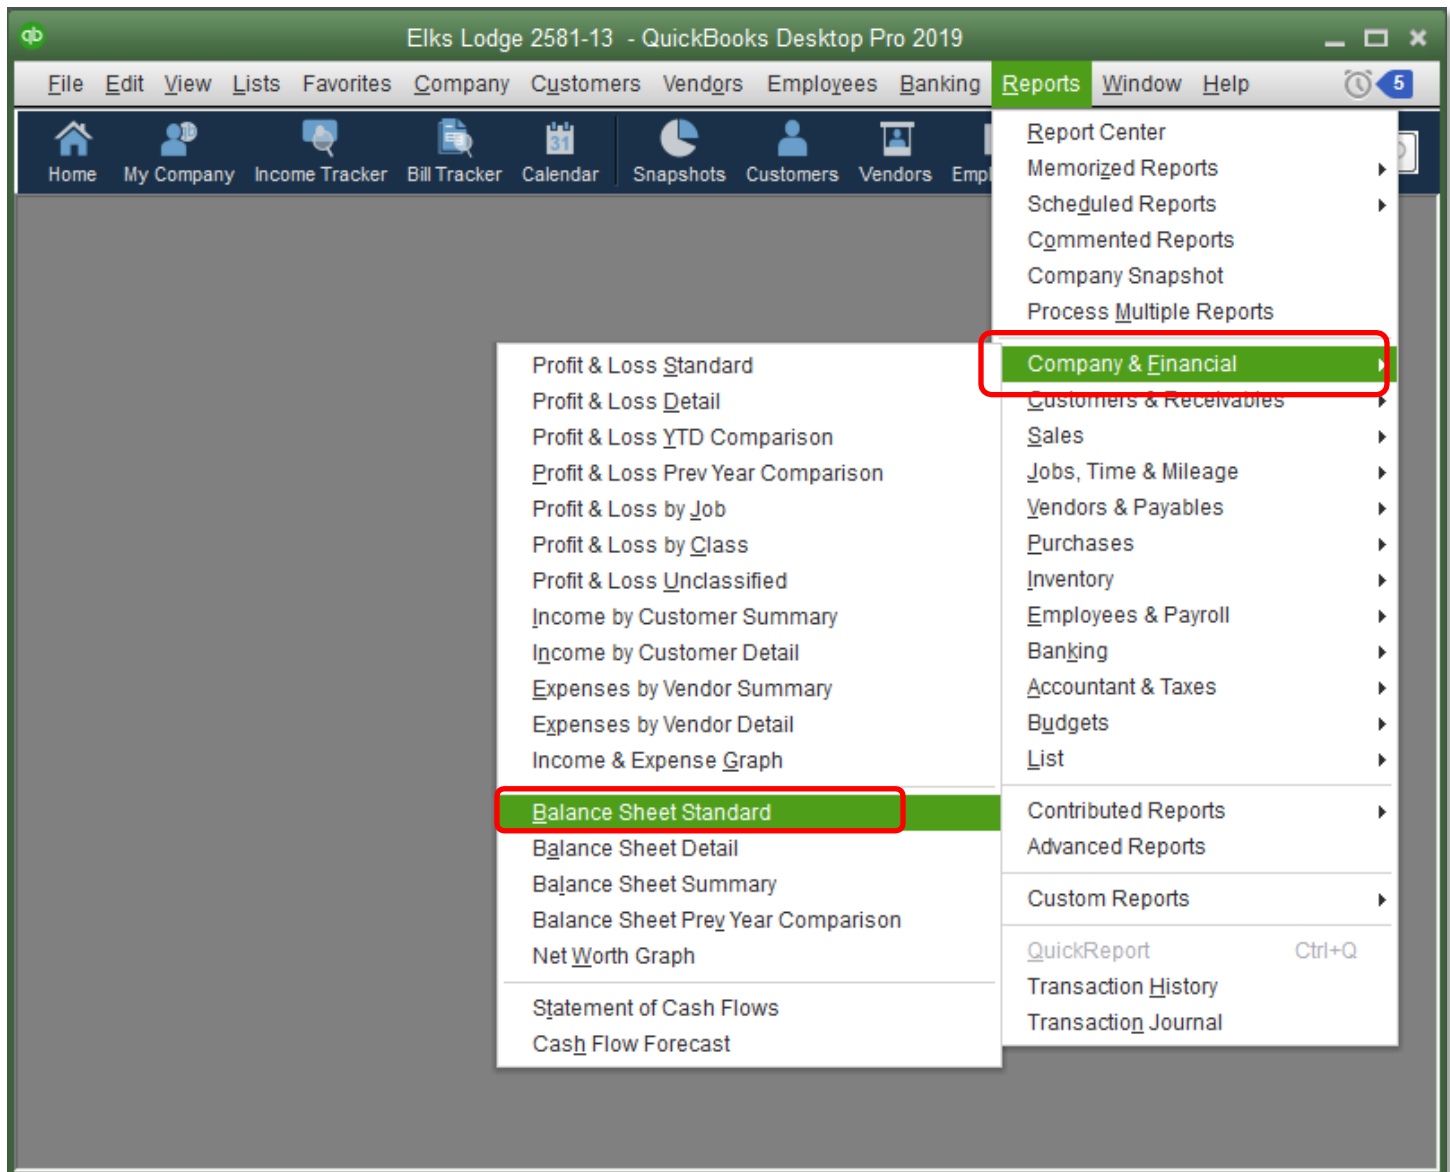 qb
Elks Lodge 2581-13 - QuickBooks Desktop Pro 2019
File Edit View Lists Favorites Company Customers Vendors Employees Banking Reports Window Help 5
31
Home My Company Income Tracker Bill Tracker Calendar Snapshots Customers Vendors Empl
Report Center
Memorized Reports
Scheduled Reports
Commented Reports
Company Snapshot
Process Multiple Reports
Company & Financial
Customers & Receivables
Sales
Jobs, Time & Mileage
Vendors & Payables
Purchases
Inventory
Employees & Payroll
Banking
Accountant & Taxes
Budgets
List
Contributed Reports
Advanced Reports
Custom Reports
QuickReport Ctrl+Q
Transaction History
Transaction Journal
Profit & Loss Standard
Profit & Loss Detail
Profit & Loss YTD Comparison
Profit & Loss Prev Year Comparison
Profit & Loss by Job
Profit & Loss by Class
Profit & Loss Unclassified
Income by Customer Summary
Income by Customer Detail
Expenses by Vendor Summary
Expenses by Vendor Detail
Income & Expense Graph
Balance Sheet Standard
Balance Sheet Detail
Balance Sheet Summary
Balance Sheet Prev Year Comparison
Net Worth Graph
Statement of Cash Flows
Cash Flow Forecast